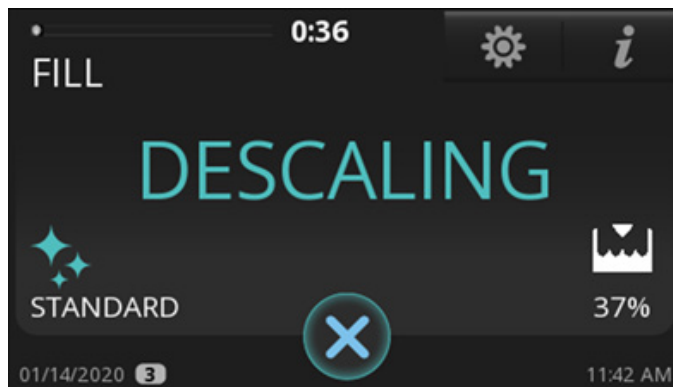 0:36
i
FILL
DESCALING
STANDARD
37%
01/14/2020 3
11:42 AM